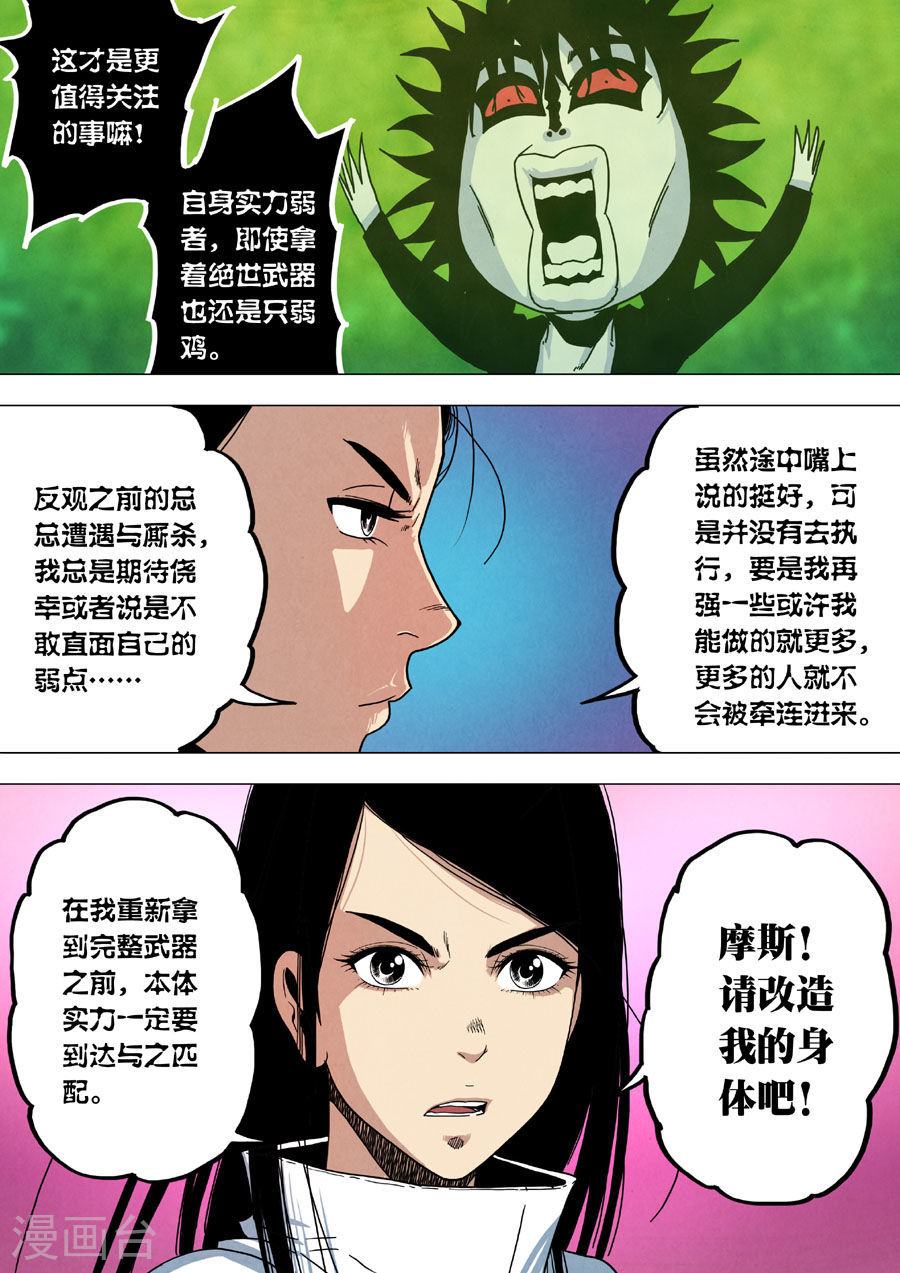 这才是更
值得关注
的事嘛！
自身实力弱
者，即使拿
着绝世武器
也还是只弱
鸡。
反观之前的总
总遭遇与厮杀，
我总是期待侥
幸或者说是不
敢直面自己的
弱点……
虽然途中嘴上
说的挺好，可
是并没有去执
行，要是我再
强一些或许我
能做的就更多，
更多的人就不
会被牵连进来。
在我重新拿
到完整武器
之前，本体
实力一定要
到达与之匹
配。
摩斯！
请改造
我的身
体吧！
漫画台